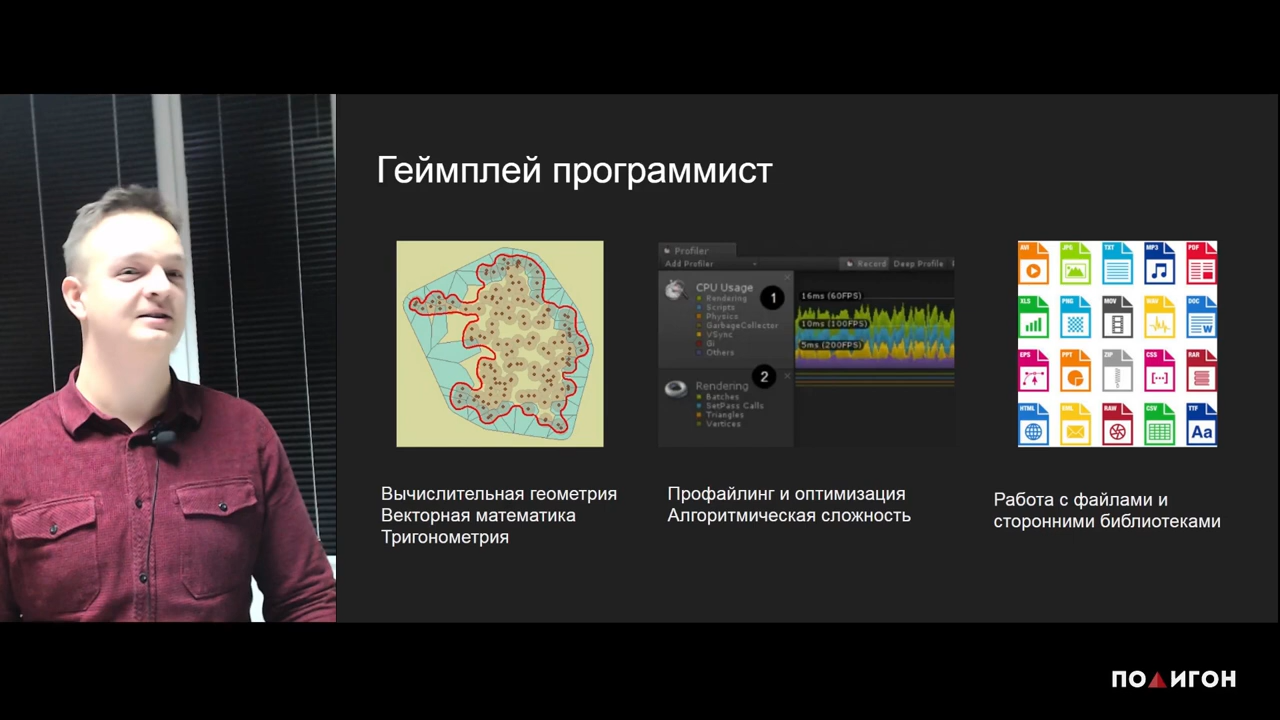 Геймплей программист
Profiler
Add Profiler
Record
Deep Profile
CPU Usage
1
Rendering
Scripts
Physics
GarbageCollector
VSync
Gi
Others
16ms (60FPS)
10ms (100FPS)
5ms (200FPS)
2
Rendering
Batches
SetPass Calls
Triangles
Vertices
AVI
JPG
TXT
MP3
PDF
XLS
PNG
MOV
WAV
DOC
W
EPS
PPT
ZIP
CSS
RAR
HTML
EML
RAW
CSV
TTF
Aa
Вычислительная геометрия
Векторная математика
Тригонометрия
Профайлинг и оптимизация
Алгоритмическая сложность
Работа с файлами и
сторонними библиотеками
ПОЛИГОН